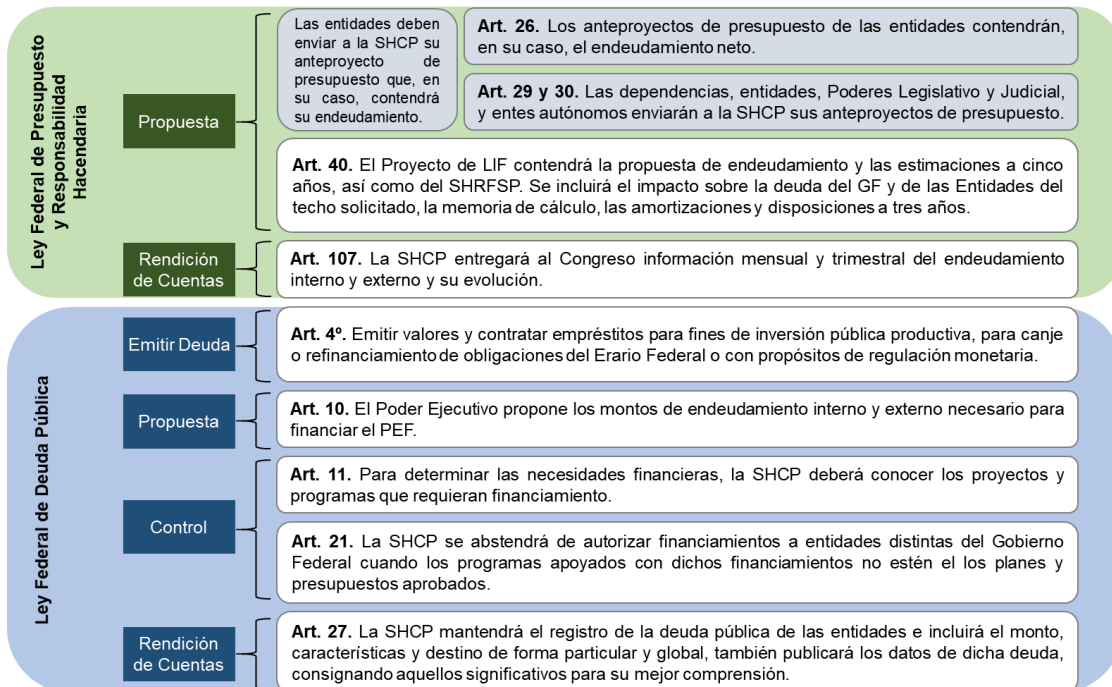 Ley Federal de Presupuesto
y Responsabilidad
Hacendaria
Propuesta
Las entidades deben
enviar a la SHCP su
anteproyecto de
presupuesto que, en
su caso, contendrá
su endeudamiento.
Art. 26. Los anteproyectos de presupuesto de las entidades contendrán,
en su caso, el endeudamiento neto.
Art. 29 y 30. Las dependencias, entidades, Poderes Legislativo y Judicial,
y entes autónomos enviarán a la SHCP sus anteproyectos de presupuesto.
Art. 40. El Proyecto de LIF contendrá la propuesta de endeudamiento y las estimaciones a cinco
años, así como del SHRFSP. Se incluirá el impacto sobre la deuda del GF y de las Entidades del
techo solicitado, la memoria de cálculo, las amortizaciones y disposiciones a tres años.
Rendición
de Cuentas
Art. 107. La SHCP entregará al Congreso información mensual y trimestral del endeudamiento
interno y externo y su evolución.
Ley Federal de Deuda Pública
Emitir Deuda
Art. 4º. Emitir valores y contratar empréstitos para fines de inversión pública productiva, para canje
o refinanciamiento de obligaciones del Erario Federal o con propósitos de regulación monetaria.
Propuesta
Art. 10. El Poder Ejecutivo propone los montos de endeudamiento interno y externo necesario para
financiar el PEF.
Control
Art. 11. Para determinar las necesidades financieras, la SHCP deberá conocer los proyectos y
programas que requieran financiamiento.
Art. 21. La SHCP se abstendrá de autorizar financiamientos a entidades distintas del Gobierno
Federal cuando los programas apoyados con dichos financiamientos no estén el los planes y
presupuestos aprobados.
Rendición
de Cuentas
Art. 27. La SHCP mantendrá el registro de la deuda pública de las entidades e incluirá el monto,
características y destino de forma particular y global, también publicará los datos de dicha deuda,
consignando aquellos significativos para su mejor comprensión.